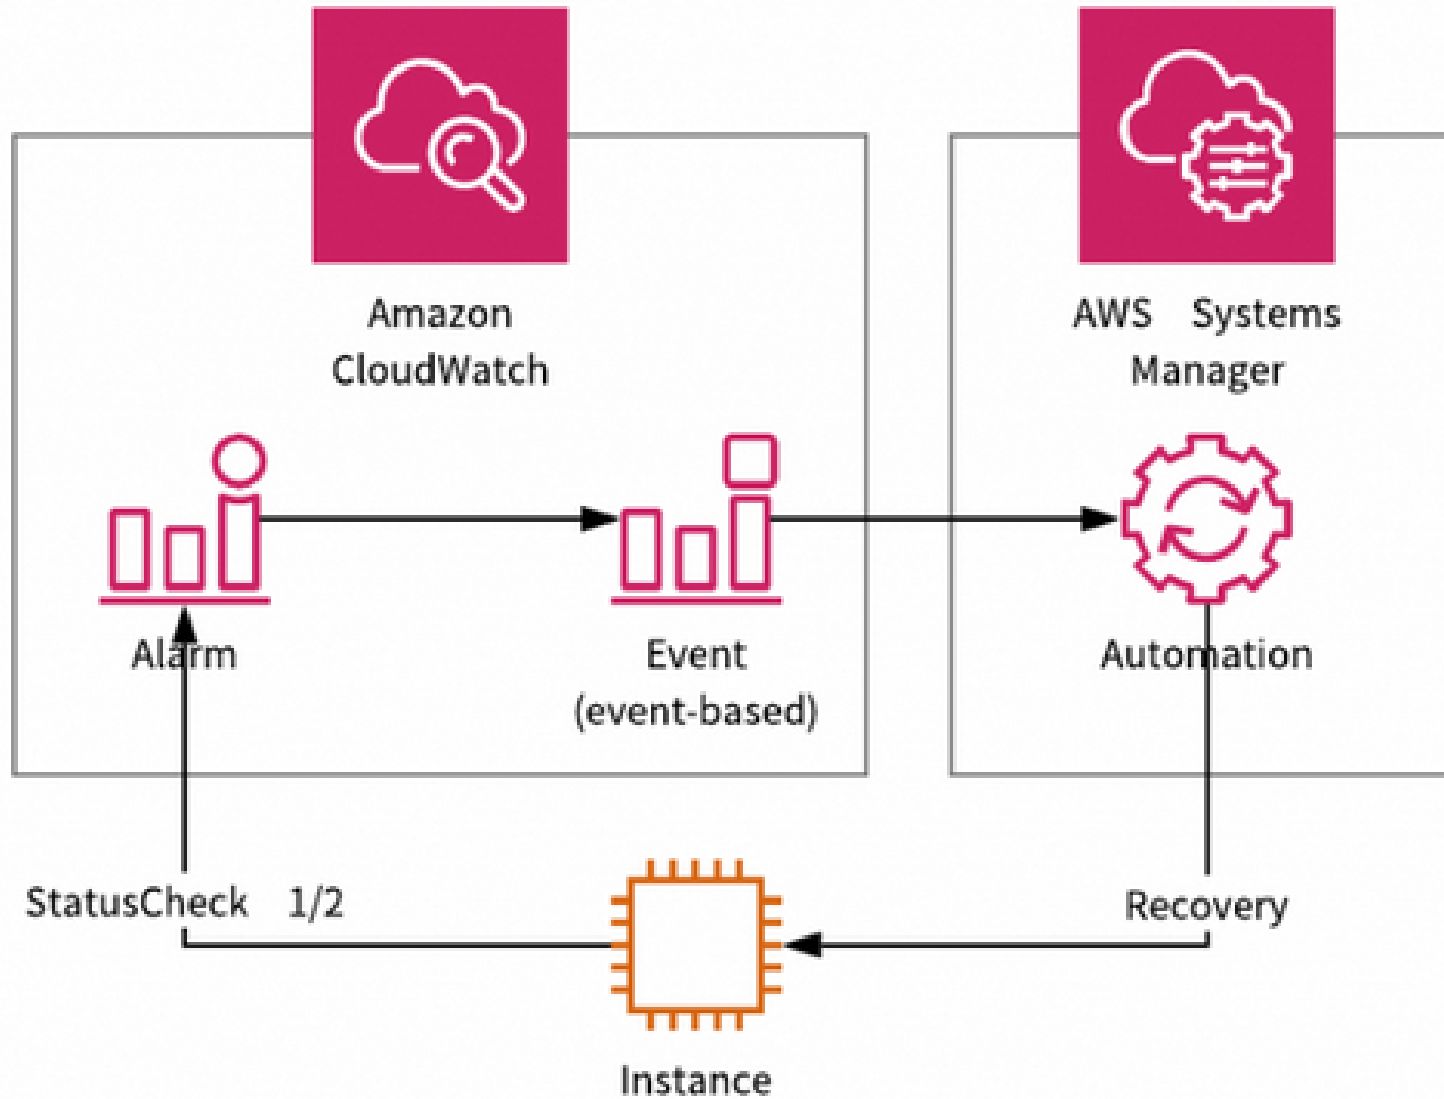 Amazon
CloudWatch
AWS Systems
Manager
Alarm
Event
(event-based)
Automation
StatusCheck 1/2
Recovery
Instance